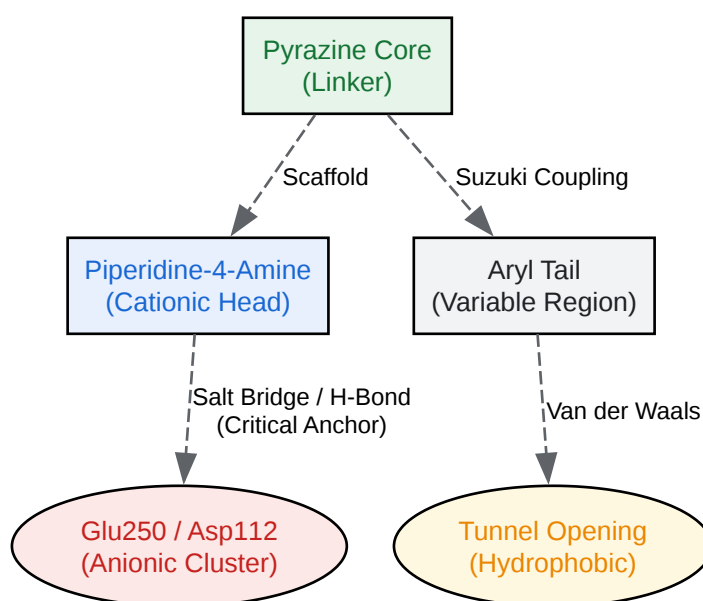 Pyrazine Core
(Linker)
Scaffold
Suzuki Coupling
Piperidine-4-Amine
(Cationic Head)
Aryl Tail
(Variable Region)
Salt Bridge / H-Bond
(Critical Anchor)
Van der Waals
Glu250 / Asp112
(Anionic Cluster)
Tunnel Opening
(Hydrophobic)